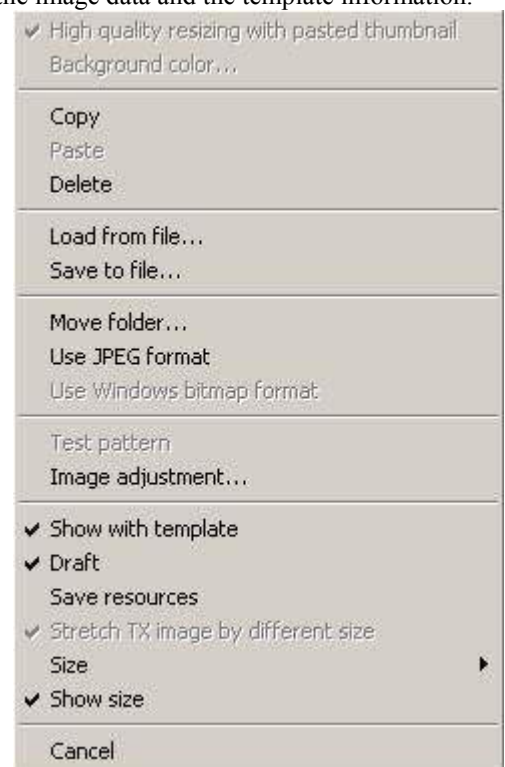 the image data and the template information.
High quality resizing with pasted thumbnail
Background color...
Copy
Paste
Delete
Load from file...
Save to file...
Move folder...
Use JPEG format
Use Windows bitmap format
Test pattern
Image adjustment...
Show with template
Draft
Save resources
Stretch TX image by different size
Size
Show size
Cancel